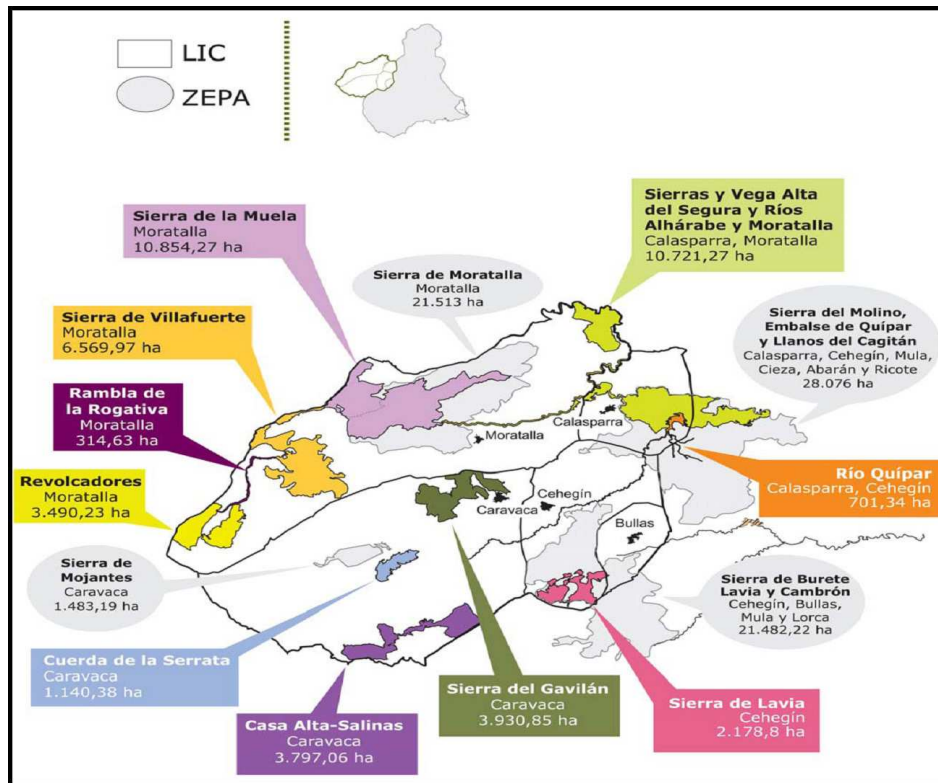 LIC
ZEPA
Sierra de la Muela
Moratalla
10.854,27 ha
Sierras y Vega Alta
del Segura y Ríos
Alhárabe y Moratalla
Calasparra, Moratalla
10.721,27 ha
Sierra de Moratalla
Moratalla
21.513 ha
Sierra de Villafuerte
Moratalla
6.569,97 ha
Sierra del Molino,
Embalse de Quípar
y Llanos del Cagitán
Calasparra, Cehegín, Mula,
Cieza, Abarán y Ricote
28.076 ha
Rambla de
la Rogativa
Moratalla
314,63 ha
Calasparra
Moratalla
Revolcadores
Moratalla
3.490,23 ha
Río Quípar
Calasparra, Cehegín
701,34 ha
Caravaca
Cehegín
Bullas
Sierra de
Mojantes
Caravaca
1.483,19 ha
Sierra de Burete
Lavia y Cambrón
Cehegín, Bullas,
Mula y Lorca
21.482,22 ha
Cuerda de la Serrata
Caravaca
1.140,38 ha
Sierra del Gavilán
Caravaca
3.930,85 ha
Sierra de Lavia
Cehegín
2.178,8 ha
Casa Alta-Salinas
Caravaca
3.797,06 ha